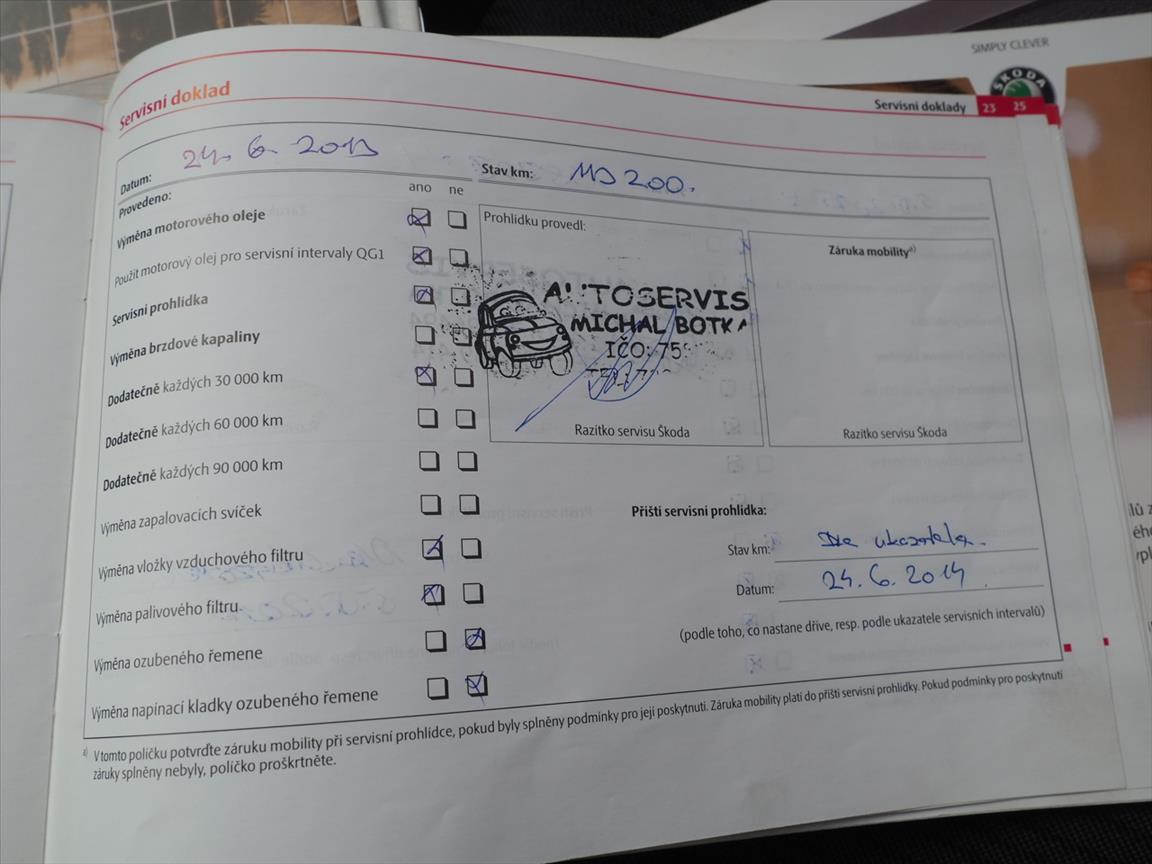 SIMPLY CLEVER
ŠKODA
Servisní doklad
Servisní doklady 23 25
Datum: 24. 6. 2013
Stav km: 200.
Provedeno:
ano ne
Výměna motorového oleje
Použit motorový olej pro servisní intervaly QG1
Servisní prohlídka
Výměna brzdové kapaliny
Dodatečně každých 30 000 km
Dodatečně každých 60 000 km
Dodatečně každých 90 000 km
Výměna zapalovacích svíček
Výměna vložky vzduchového filtru
Výměna palivového filtru
Výměna ozubeného řemene
Výměna napínací kladky ozubeného řemene
Prohlídku provedl:
AUTOSERVIS
MICHAL BOTKA
IČO: 75
Razítko servisu Škoda
Záruka mobility a)
Razítko servisu Škoda
Příští servisní prohlídka:
Stav km: Dle ukazatele.
Datum: 24. 6. 2014
(podle toho, co nastane dříve, resp. podle ukazatele servisních intervalů)
a) V tomto políčku potvrďte záruku mobility při servisní prohlídce, pokud byly splněny podmínky pro její poskytnutí. Záruka mobility platí do příští servisní prohlídky. Pokud podmínky pro poskytnutí
záruky splněny nebyly, políčko proškrtněte.